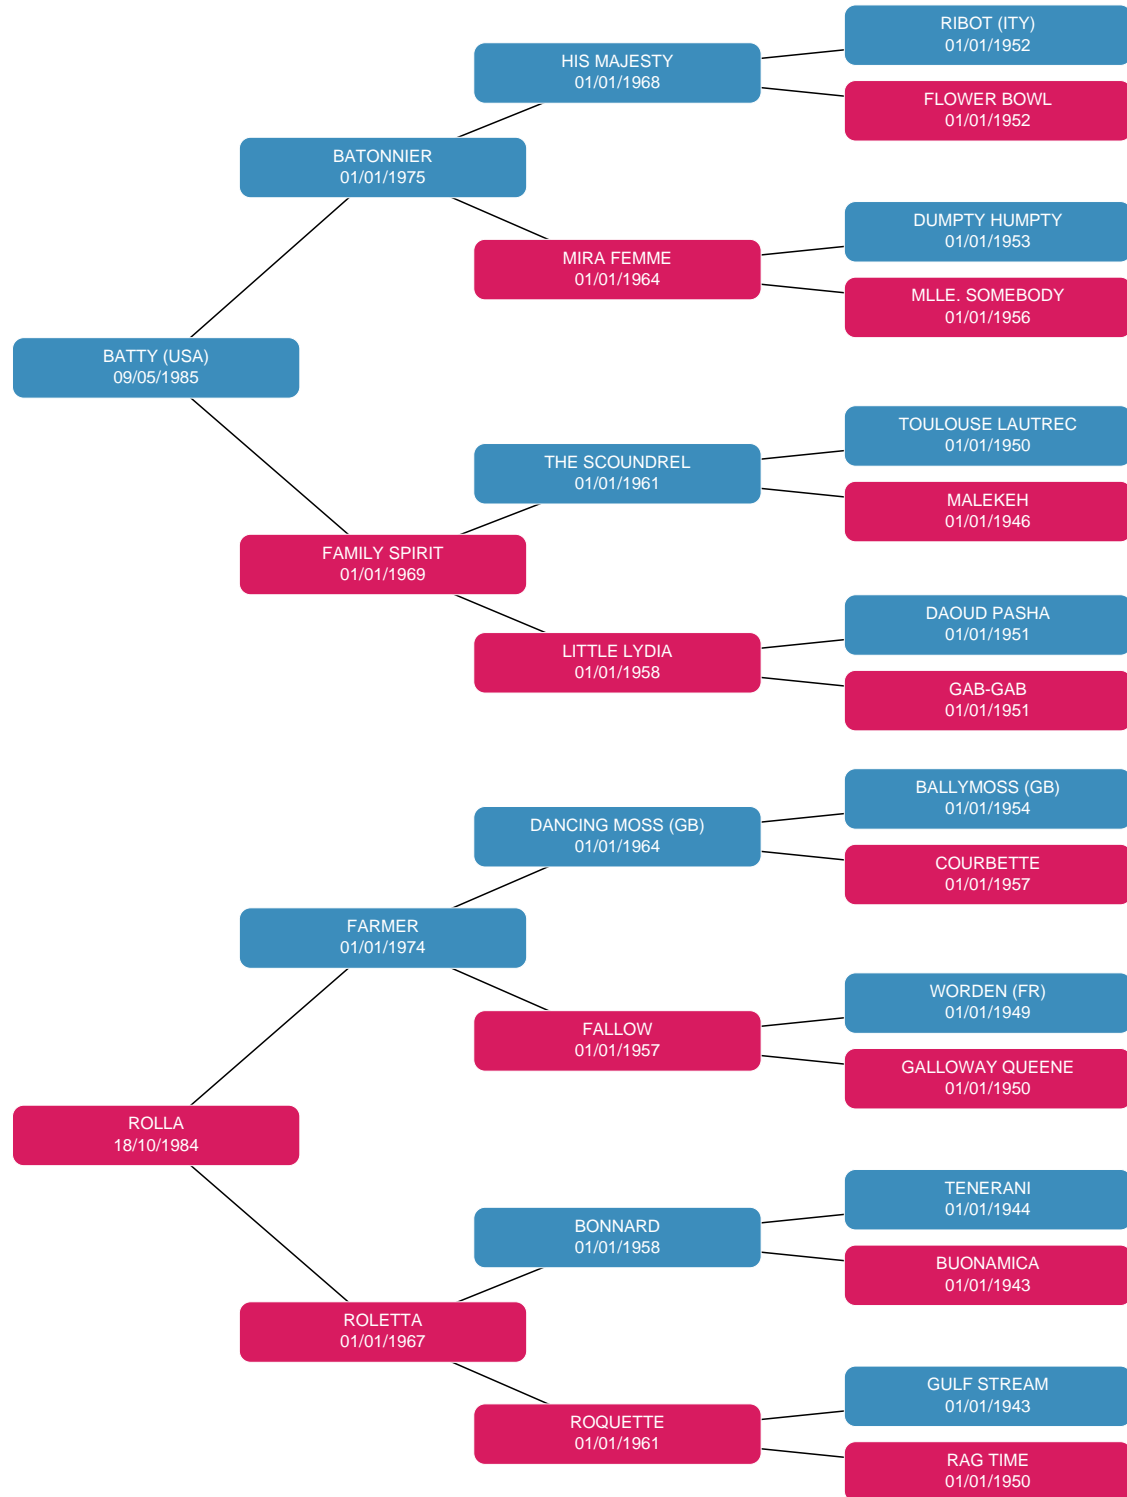 RIBOT (ITY)
01/01/1952
HIS MAJESTY
01/01/1968
FLOWER BOWL
01/01/1952
BATONNIER
01/01/1975
DUMPTY HUMPTY
01/01/1953
MIRA FEMME
01/01/1964
MLLE. SOMEBODY
01/01/1956
BATTY (USA)
09/05/1985
TOULOUSE LAUTREC
01/01/1950
THE SCOUNDREL
01/01/1961
MALEKEH
01/01/1946
FAMILY SPIRIT
01/01/1969
DAOUD PASHA
01/01/1951
LITTLE LYDIA
01/01/1958
GAB-GAB
01/01/1951
BALLYMOSS (GB)
01/01/1954
DANCING MOSS (GB)
01/01/1964
COURBETTE
01/01/1957
FARMER
01/01/1974
WORDEN (FR)
01/01/1949
FALLOW
01/01/1957
GALLOWAY QUEENE
01/01/1950
ROLLA
18/10/1984
TENERANI
01/01/1944
BONNARD
01/01/1958
BUONAMICA
01/01/1943
ROLETTA
01/01/1967
GULF STREAM
01/01/1943
ROQUETTE
01/01/1961
RAG TIME
01/01/1950